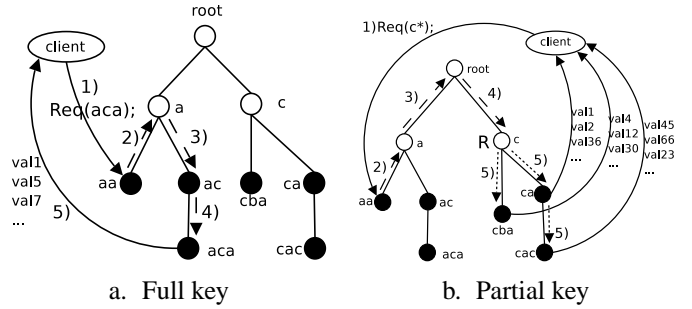 root
client
1)
Req(aca);
a
c
2)
3)
aa
ac
cba
ca
val1
val5
val7
...
5)
4)
aca
cac
a. Full key
1)Req(c*);
client
root
3)
4)
a
R
c
2)
5)
5)
aa
ac
cba
ca
5)
aca
cac
val1
val2
val36
...
val4
val12
val30
...
val45
val66
val23
...
b. Partial key